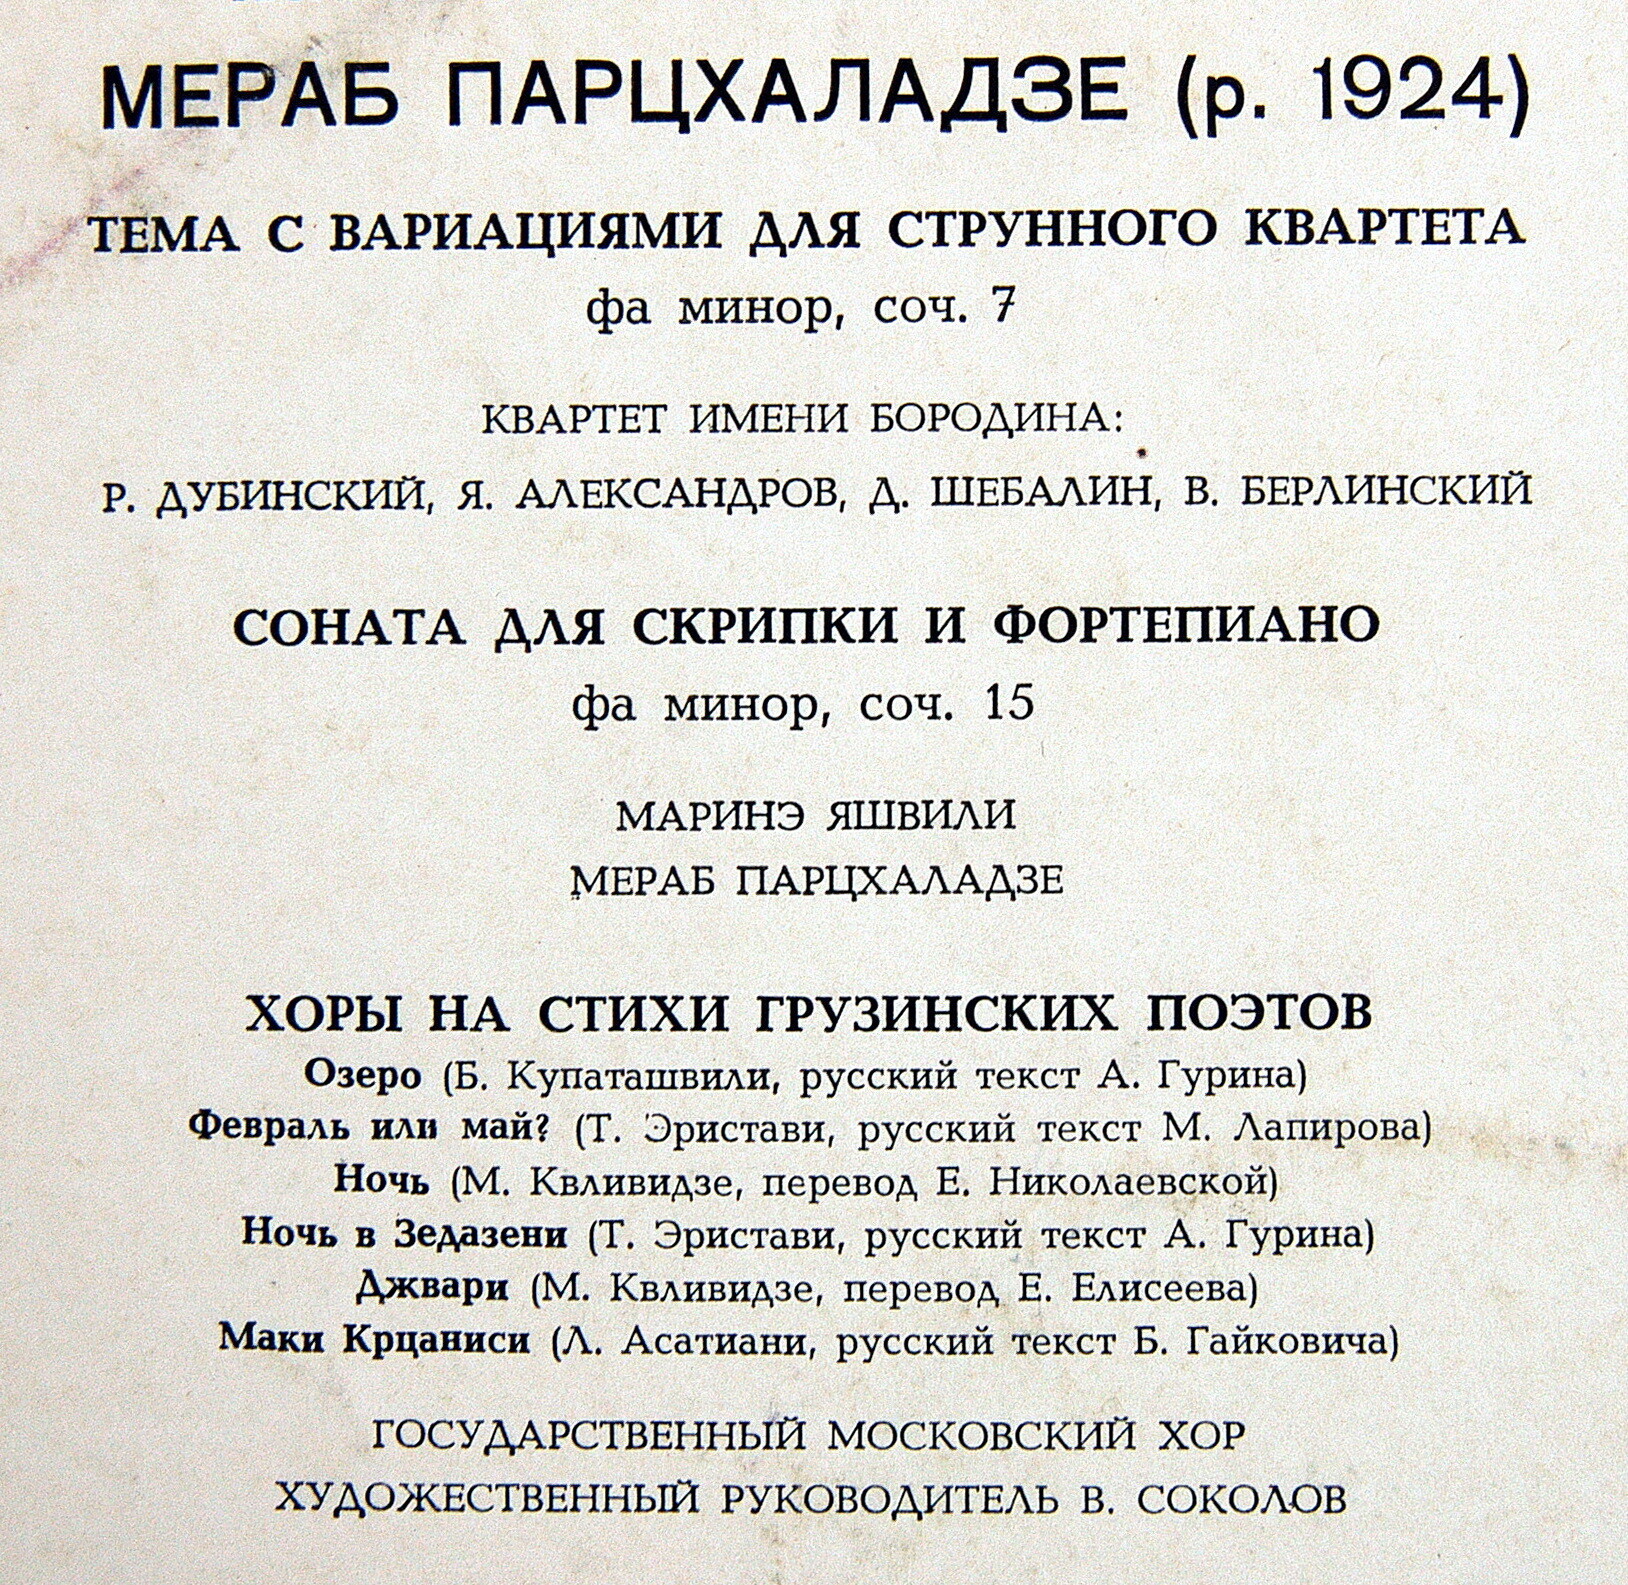 МЕРАБ ПАРЦХАЛАДЗЕ (р. 1924)
ТЕМА С ВАРИАЦИЯМИ ДЛЯ СТРУННОГО КВАРТЕТА
фа минор, соч. 7
КВАРТЕТ ИМЕНИ БОРОДИНА:
Р. ДУБИНСКИЙ, Я. АЛЕКСАНДРОВ, Д. ШЕБАЛИН, В. БЕРЛИНСКИЙ
СОНАТА ДЛЯ СКРИПКИ И ФОРТЕПИАНО
фа минор, соч. 15
МАРИНЭ ЯШВИЛИ
МЕРАБ ПАРЦХАЛАДЗЕ
ХОРЫ НА СТИХИ ГРУЗИНСКИХ ПОЭТОВ
Озеро (Б. Купаташвили, русский текст А. Гурина)
Февраль или май? (Т. Эристави, русский текст М. Лапирова)
Ночь (М. Квливидзе, перевод Е. Николаевской)
Ночь в Зедазени (Т. Эристави, русский текст А. Гурина)
Джвари (М. Квливидзе, перевод Е. Елисеева)
Маки Крцаниси (Л. Асатиани, русский текст Б. Гайковича)
ГОСУДАРСТВЕННЫЙ МОСКОВСКИЙ ХОР
ХУДОЖЕСТВЕННЫЙ РУКОВОДИТЕЛЬ В. СОКОЛОВ